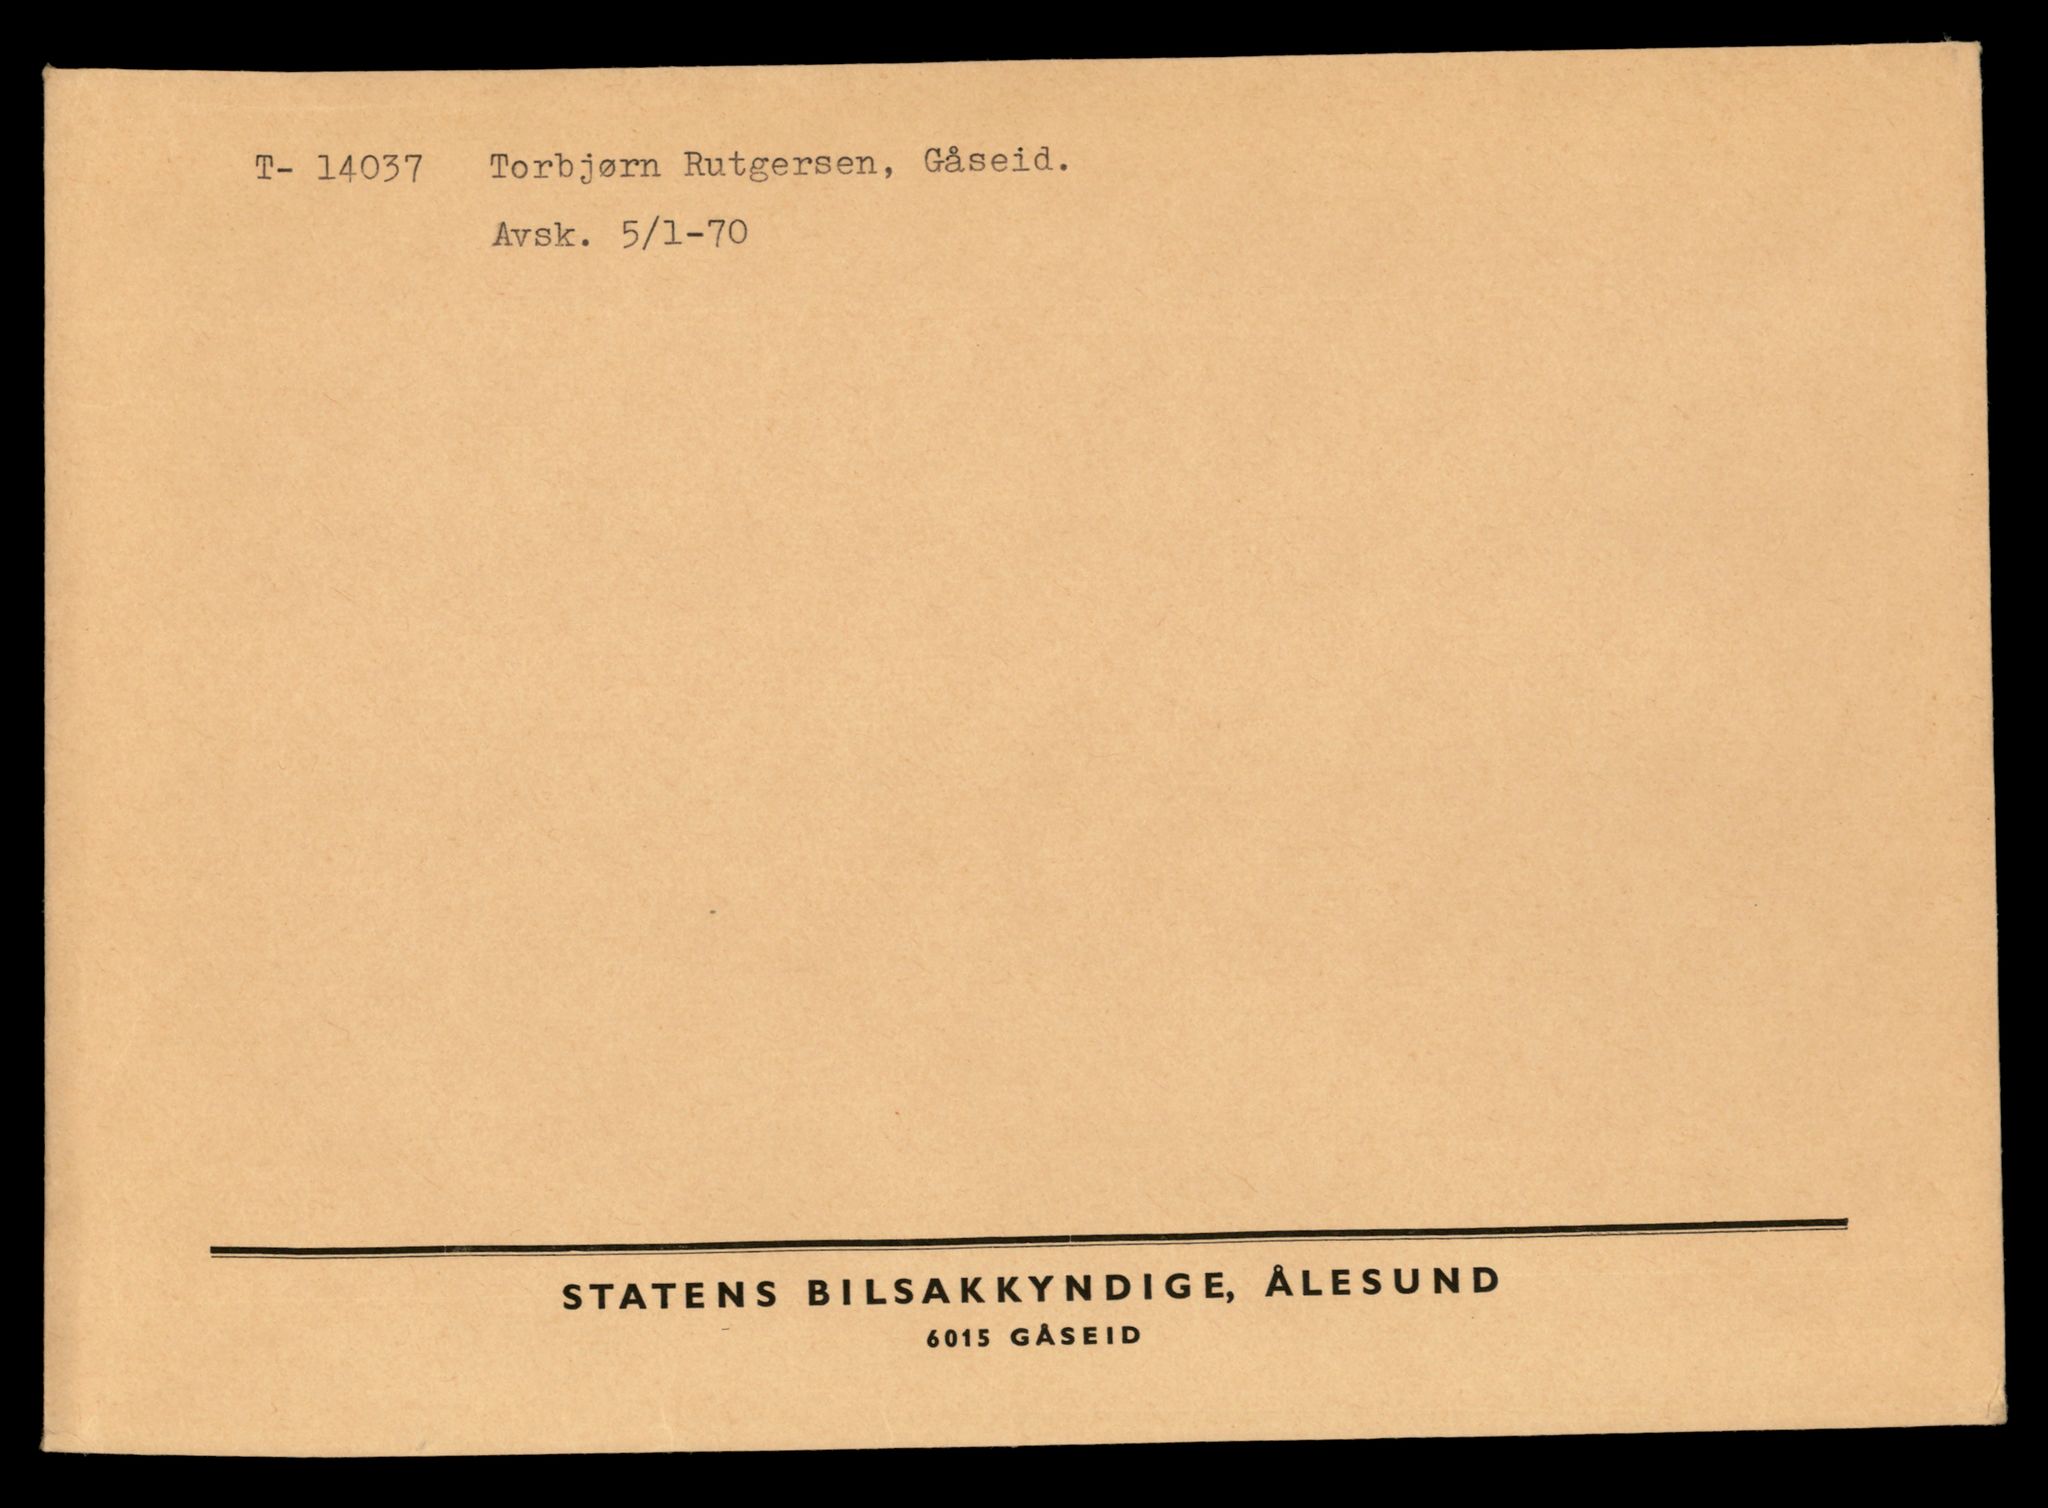 T- 14037 Torbjørn Rutgersen, Gåseid.
Avsk. 5/1-70
STATENS BILSAKKYNDIGE, ÅLESUND
6015 GÅSEID